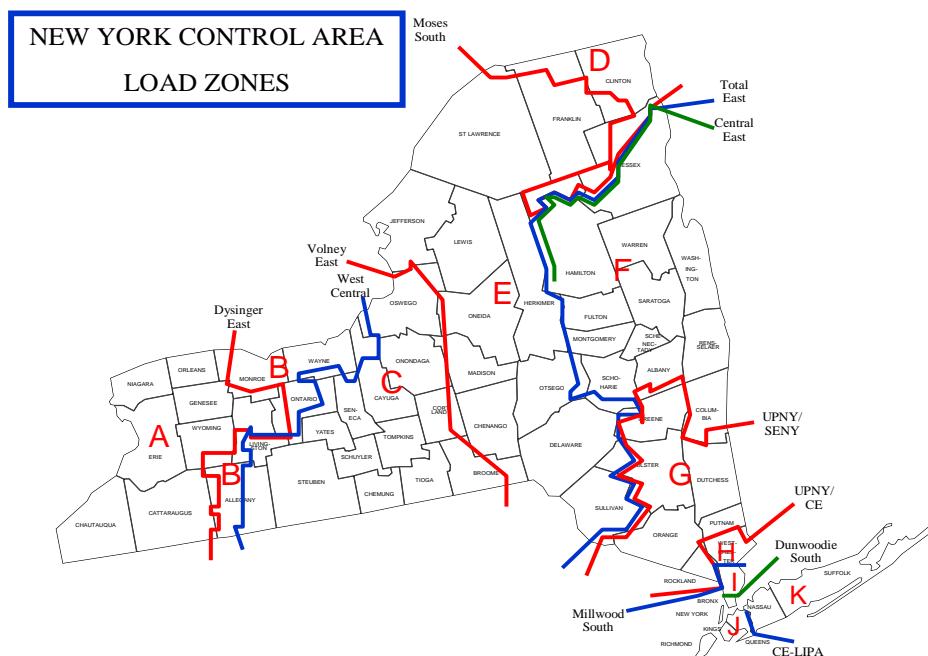 NEW YORK CONTROL AREA
LOAD ZONES
Moses
South
D
CLINTON
Total
East
Central
East
FRANKLIN
ST LAWRENCE
ESSEX
JEFFERSON
LEWIS
WARREN
WASH-
ING-
TON
Volney
East
West
Central
HAMILTON
F
E
OSWEGO
HERKIMER
SARATOGA
ONEIDA
FULTON
Dysinger
East
MONTGOMERY
SCHE
NEC-
TADY
RENS-
SELAER
WAYNE
ONONDAGA
ORLEANS
B
MONROE
NIAGARA
MADISON
ALBANY
C
CAYUGA
OTSEGO
SCHO-
HARIE
GENESEE
ONTARIO
SEN-
ECA
CORT
LAND
COLUM-
BIA
UPNY/
SENY
GREENE
CHENANGO
WYOMING
YATES
TOMPKINS
A
ERIE
LIVING-
STON
DELAWARE
SCHUYLER
B
ULSTER
G
STEUBEN
TIOGA
BROOME
DUTCHESS
CHEMUNG
ALLEGANY
UPNY/
CE
CATTARAUGUS
SULLIVAN
CHAUTAUQUA
PUTNAM
ORANGE
WEST-
CHES-
TER
H
Dunwoodie
South
SUFFOLK
ROCKLAND
I
K
BRONX
NASSAU
Millwood
South
NEW YORK
KINGS
J
QUEENS
RICHMOND
CE-LIPA